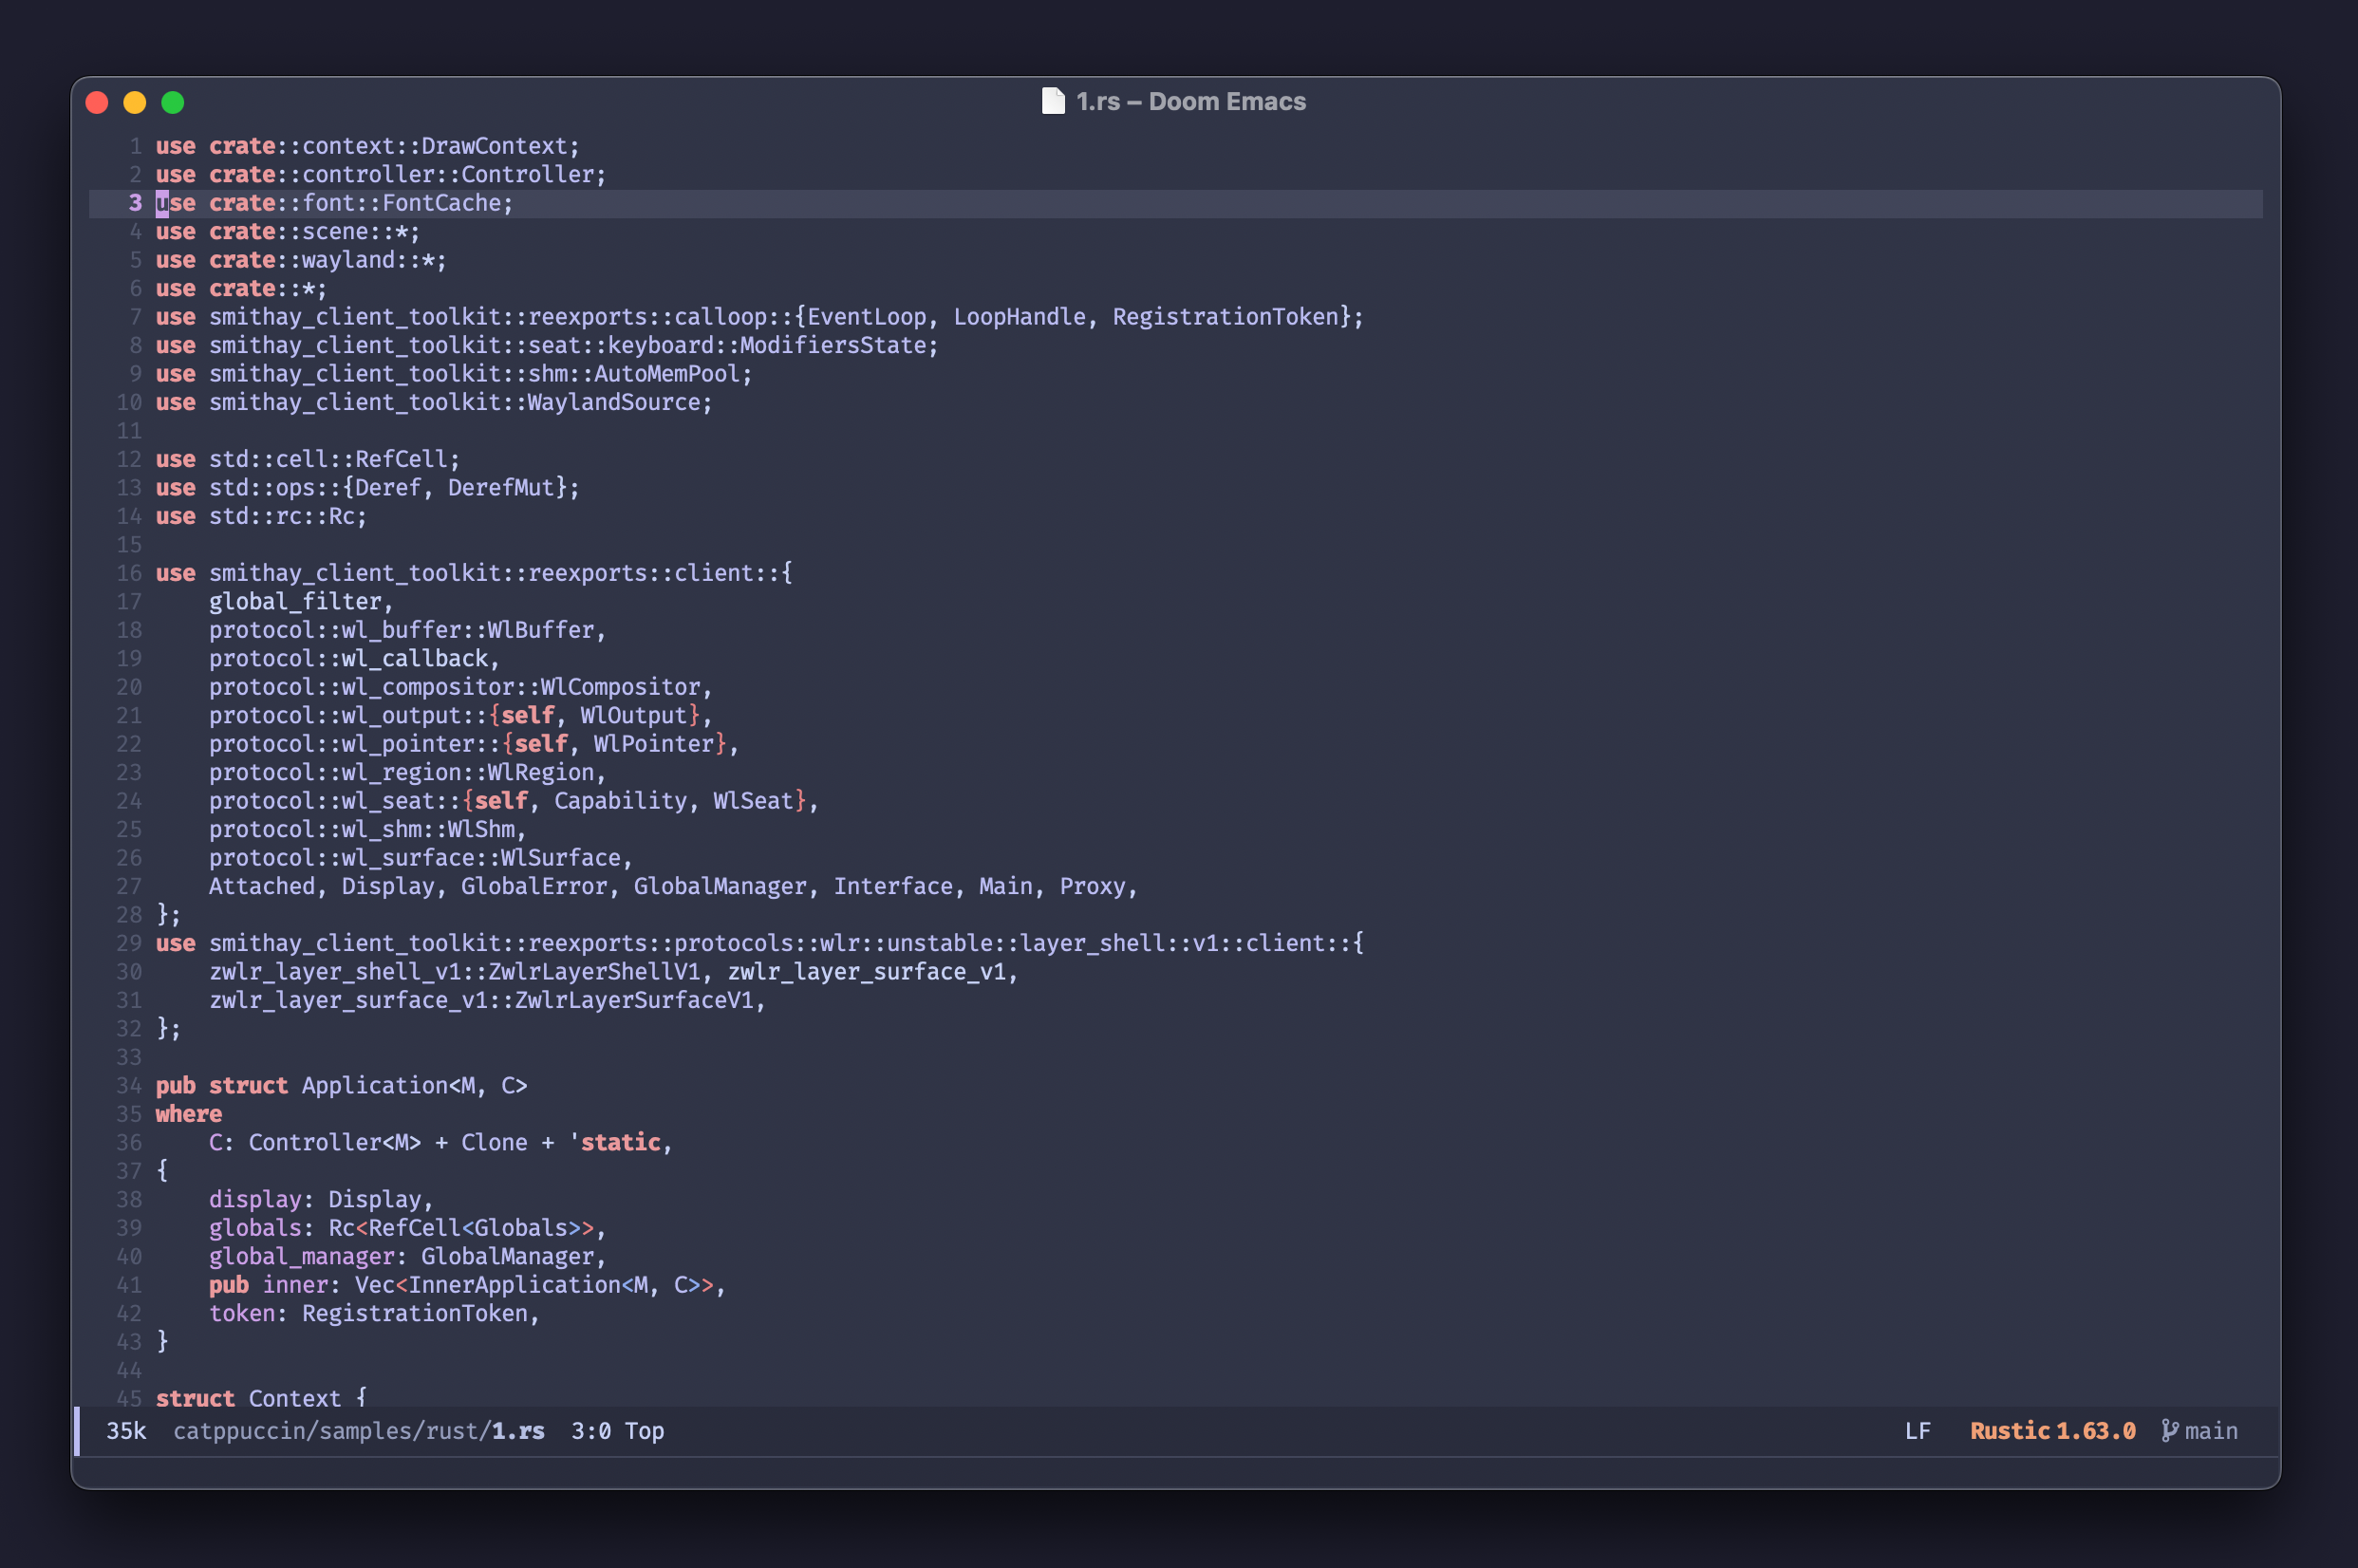 1.rs – Doom Emacs
1 use crate::context::DrawContext;
2 use crate::controller::Controller;
3 use crate::font::FontCache;
4 use crate::scene::*;
5 use crate::wayland::*;
6 use crate::*;
7 use smithay_client_toolkit::reexports::calloop::{EventLoop, LoopHandle, RegistrationToken};
8 use smithay_client_toolkit::seat::keyboard::ModifiersState;
9 use smithay_client_toolkit::shm::AutoMemPool;
10 use smithay_client_toolkit::WaylandSource;
11
12 use std::cell::RefCell;
13 use std::ops::{Deref, DerefMut};
14 use std::rc::Rc;
15
16 use smithay_client_toolkit::reexports::client::{
17     global_filter,
18     protocol::wl_buffer::WlBuffer,
19     protocol::wl_callback,
20     protocol::wl_compositor::WlCompositor,
21     protocol::wl_output::{self, WlOutput},
22     protocol::wl_pointer::{self, WlPointer},
23     protocol::wl_region::WlRegion,
24     protocol::wl_seat::{self, Capability, WlSeat},
25     protocol::wl_shm::WlShm,
26     protocol::wl_surface::WlSurface,
27     Attached, Display, GlobalError, GlobalManager, Interface, Main, Proxy,
28 };
29 use smithay_client_toolkit::reexports::protocols::wlr::unstable::layer_shell::v1::client::{
30     zwlr_layer_shell_v1::ZwlrLayerShellV1, zwlr_layer_surface_v1,
31     zwlr_layer_surface_v1::ZwlrLayerSurfaceV1,
32 };
33
34 pub struct Application<M, C>
35 where
36     C: Controller<M> + Clone + 'static,
37 {
38     display: Display,
39     globals: Rc<RefCell<Globals>>,
40     global_manager: GlobalManager,
41     pub inner: Vec<InnerApplication<M, C>>,
42     token: RegistrationToken,
43 }
44
45 struct Context {
35k catppuccin/samples/rust/1.rs 3:0 Top LF Rustic 1.63.0 main